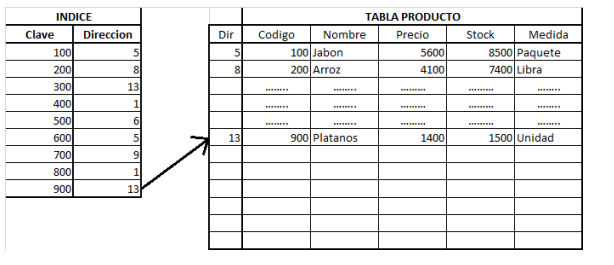 INDICE
Clave Direccion
100 5
200 8
300 13
400 1
500 6
600 5
700 9
800 1
900 13
TABLA PRODUCTO
Dir Codigo Nombre Precio Stock Medida
5 100 Jabon 5600 8500 Paquete
8 200 Arroz 4100 7400 Libra
........ ........ ......... ......... ........
........ ........ ......... ......... ........
........ ........ ......... ......... ........
13 900 Platanos 1400 1500 Unidad